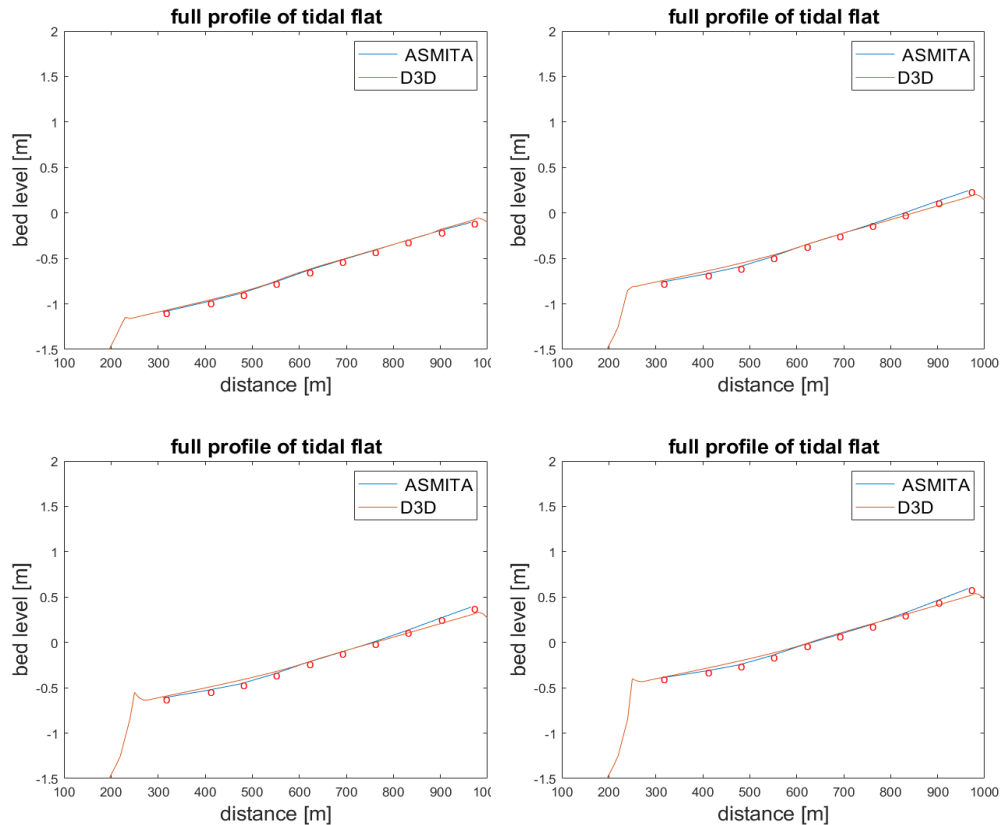 full profile of tidal flat
2
1.5
1
0.5
0
-0.5
-1
-1.5
bed level [m]
ASMITA
D3D
100 200 300 400 500 600 700 800 900 100
distance [m]
full profile of tidal flat
2
1.5
1
0.5
0
-0.5
-1
-1.5
bed level [m]
ASMITA
D3D
100 200 300 400 500 600 700 800 900 1000
distance [m]
full profile of tidal flat
2
1.5
1
0.5
0
-0.5
-1
-1.5
bed level [m]
ASMITA
D3D
100 200 300 400 500 600 700 800 900 100
distance [m]
full profile of tidal flat
2
1.5
1
0.5
0
-0.5
-1
-1.5
bed level [m]
ASMITA
D3D
100 200 300 400 500 600 700 800 900 1000
distance [m]